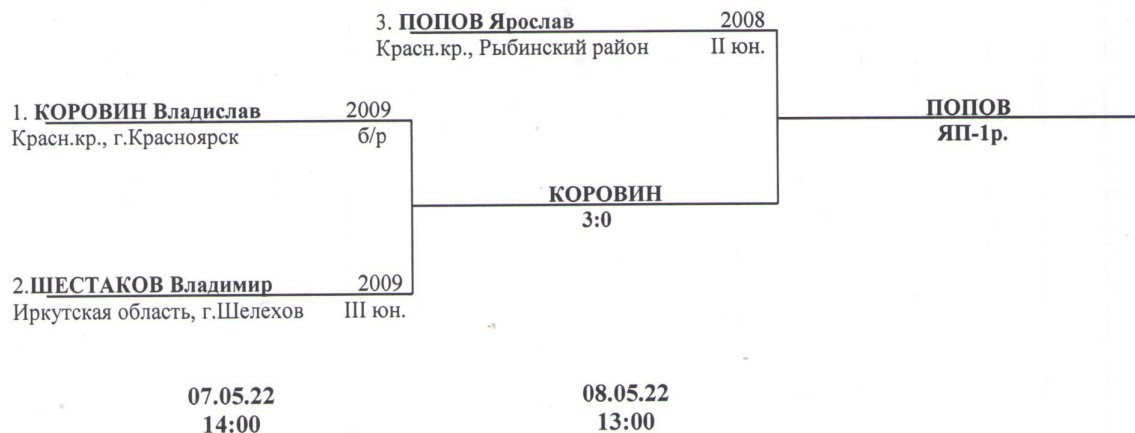 3. ПОПОВ Ярослав 2008
Красн.кр., Рыбинский район II юн.
1. КОРОВИН Владислав 2009
Красн.кр., г.Красноярск б/р
ПОПОВ
ЯП-1р.
КОРОВИН
3:0
2.ШЕСТАКОВ Владимир 2009
Иркутская область, г.Шелехов III юн.
07.05.22
14:00
08.05.22
13:00